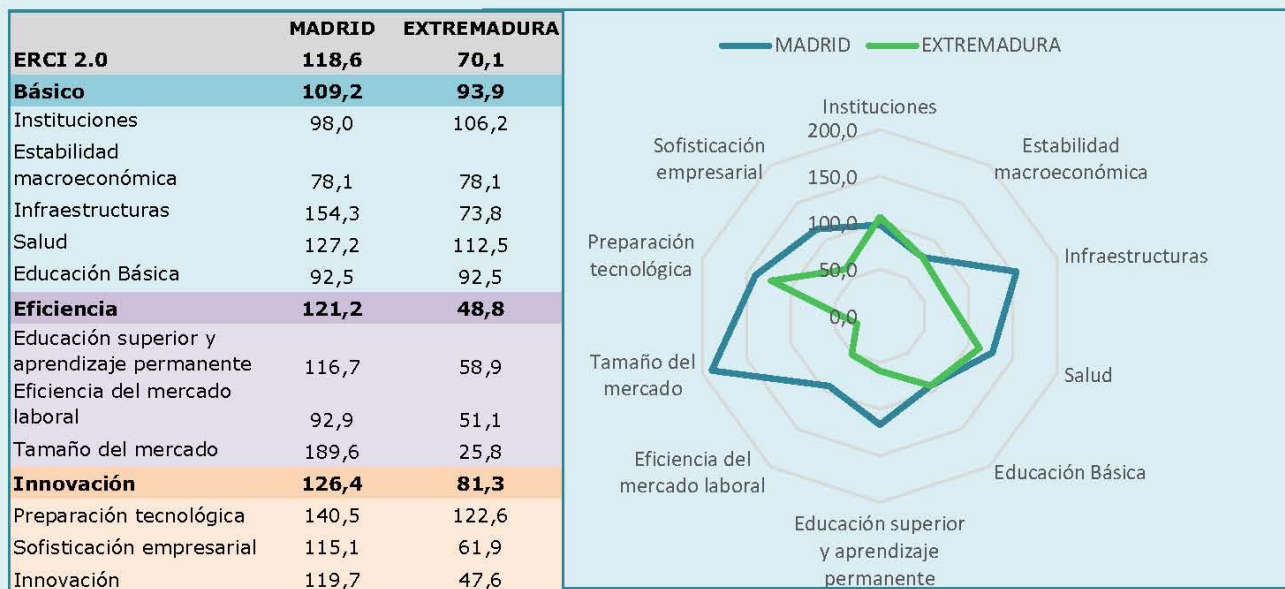 MADRID EXTREMADURA
ERCI 2.0 118,6 70,1
Básico 109,2 93,9
Instituciones 98,0 106,2
Estabilidad
macroeconómica 78,1 78,1
Infraestructuras 154,3 73,8
Salud 127,2 112,5
Educación Básica 92,5 92,5
Eficiencia 121,2 48,8
Educación superior y
aprendizaje permanente 116,7 58,9
Eficiencia del mercado
laboral 92,9 51,1
Tamaño del mercado 189,6 25,8
Innovación 126,4 81,3
Preparación tecnológica 140,5 122,6
Sofisticación empresarial 115,1 61,9
Innovación 119,7 47,6
MADRID EXTREMADURA
Instituciones
Estabilidad
macroeconómica
Infraestructuras
Salud
Educación Básica
Educación superior
y aprendizaje
permanente
Eficiencia del
mercado laboral
Tamaño del
mercado
Preparación
tecnológica
Sofisticación
empresarial
200,0
150,0
100,0
50,0
0,0